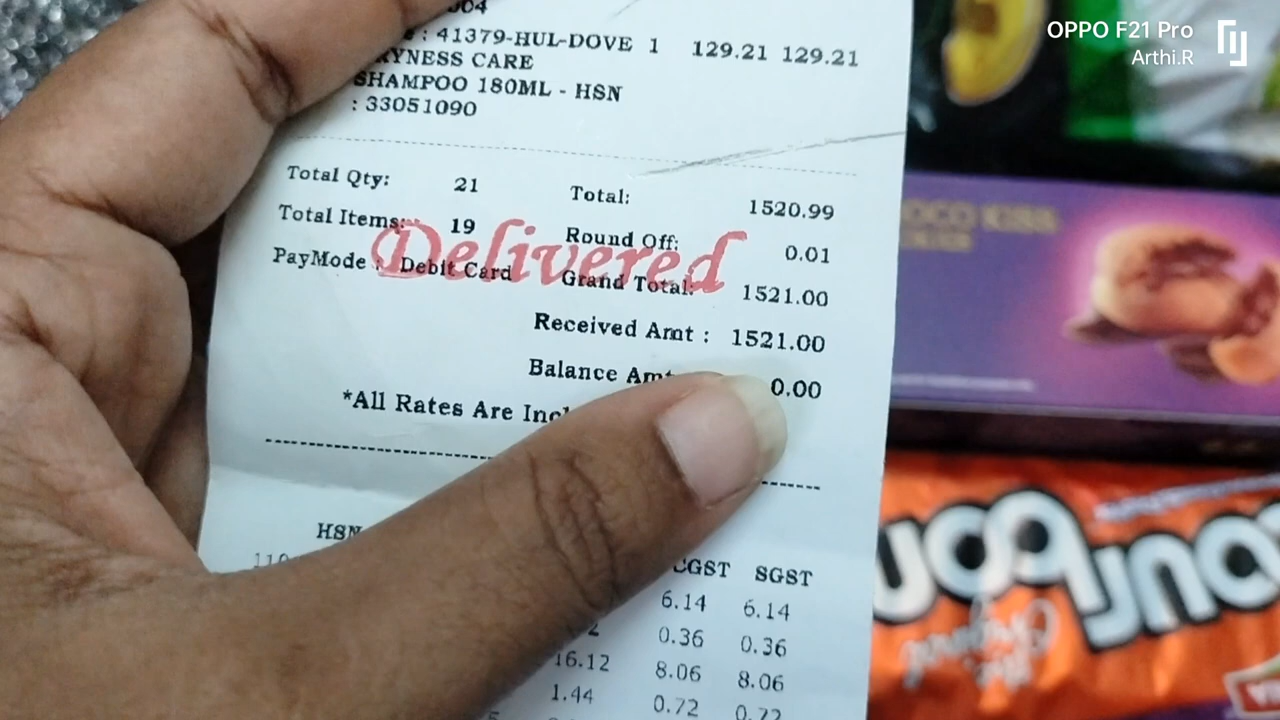 OPPO F21 Pro
Arthi.R
: 41379-HUL-DOVE 1 129.21 129.21
CARE
SHAMPOO 180ML - HSN
: 33051090
Total Qty: 21 Total: 1520.99
Total Items: 19 Round Off: 0.01
PayMode : Debit Card Grand Total: 1521.00
Delivered
Received Amt : 1521.00
Balance 0.00
*All Rates Are
HSN CGST SGST
6.14 6.14
0.36 0.36
16.12 8.06 8.06
1.44 0.72 0.72
KISS